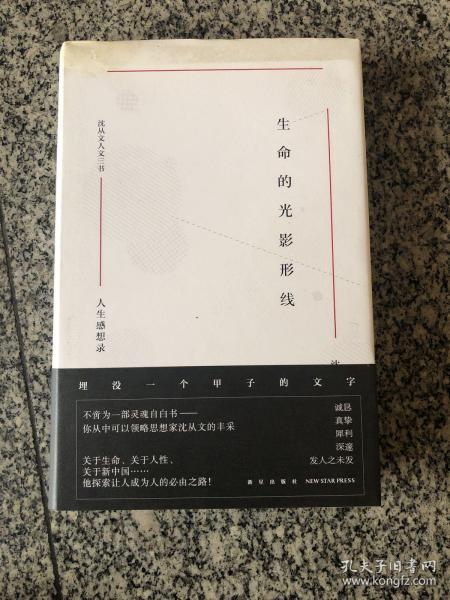 沈从文人文三书
生命的光影形线
人生感想录
沈
埋没一个甲子的文字
不啻为一部灵魂自白书——
你从中可以领略思想家沈从文的丰采
关于生命、关于人性、
关于新中国……
他探索让人成为人的必由之路！
诚恳
真挚
犀利
深邃
发人之未发
新星出版社 NEW STAR PRESS
孔夫子旧书网
www.kongfz.com